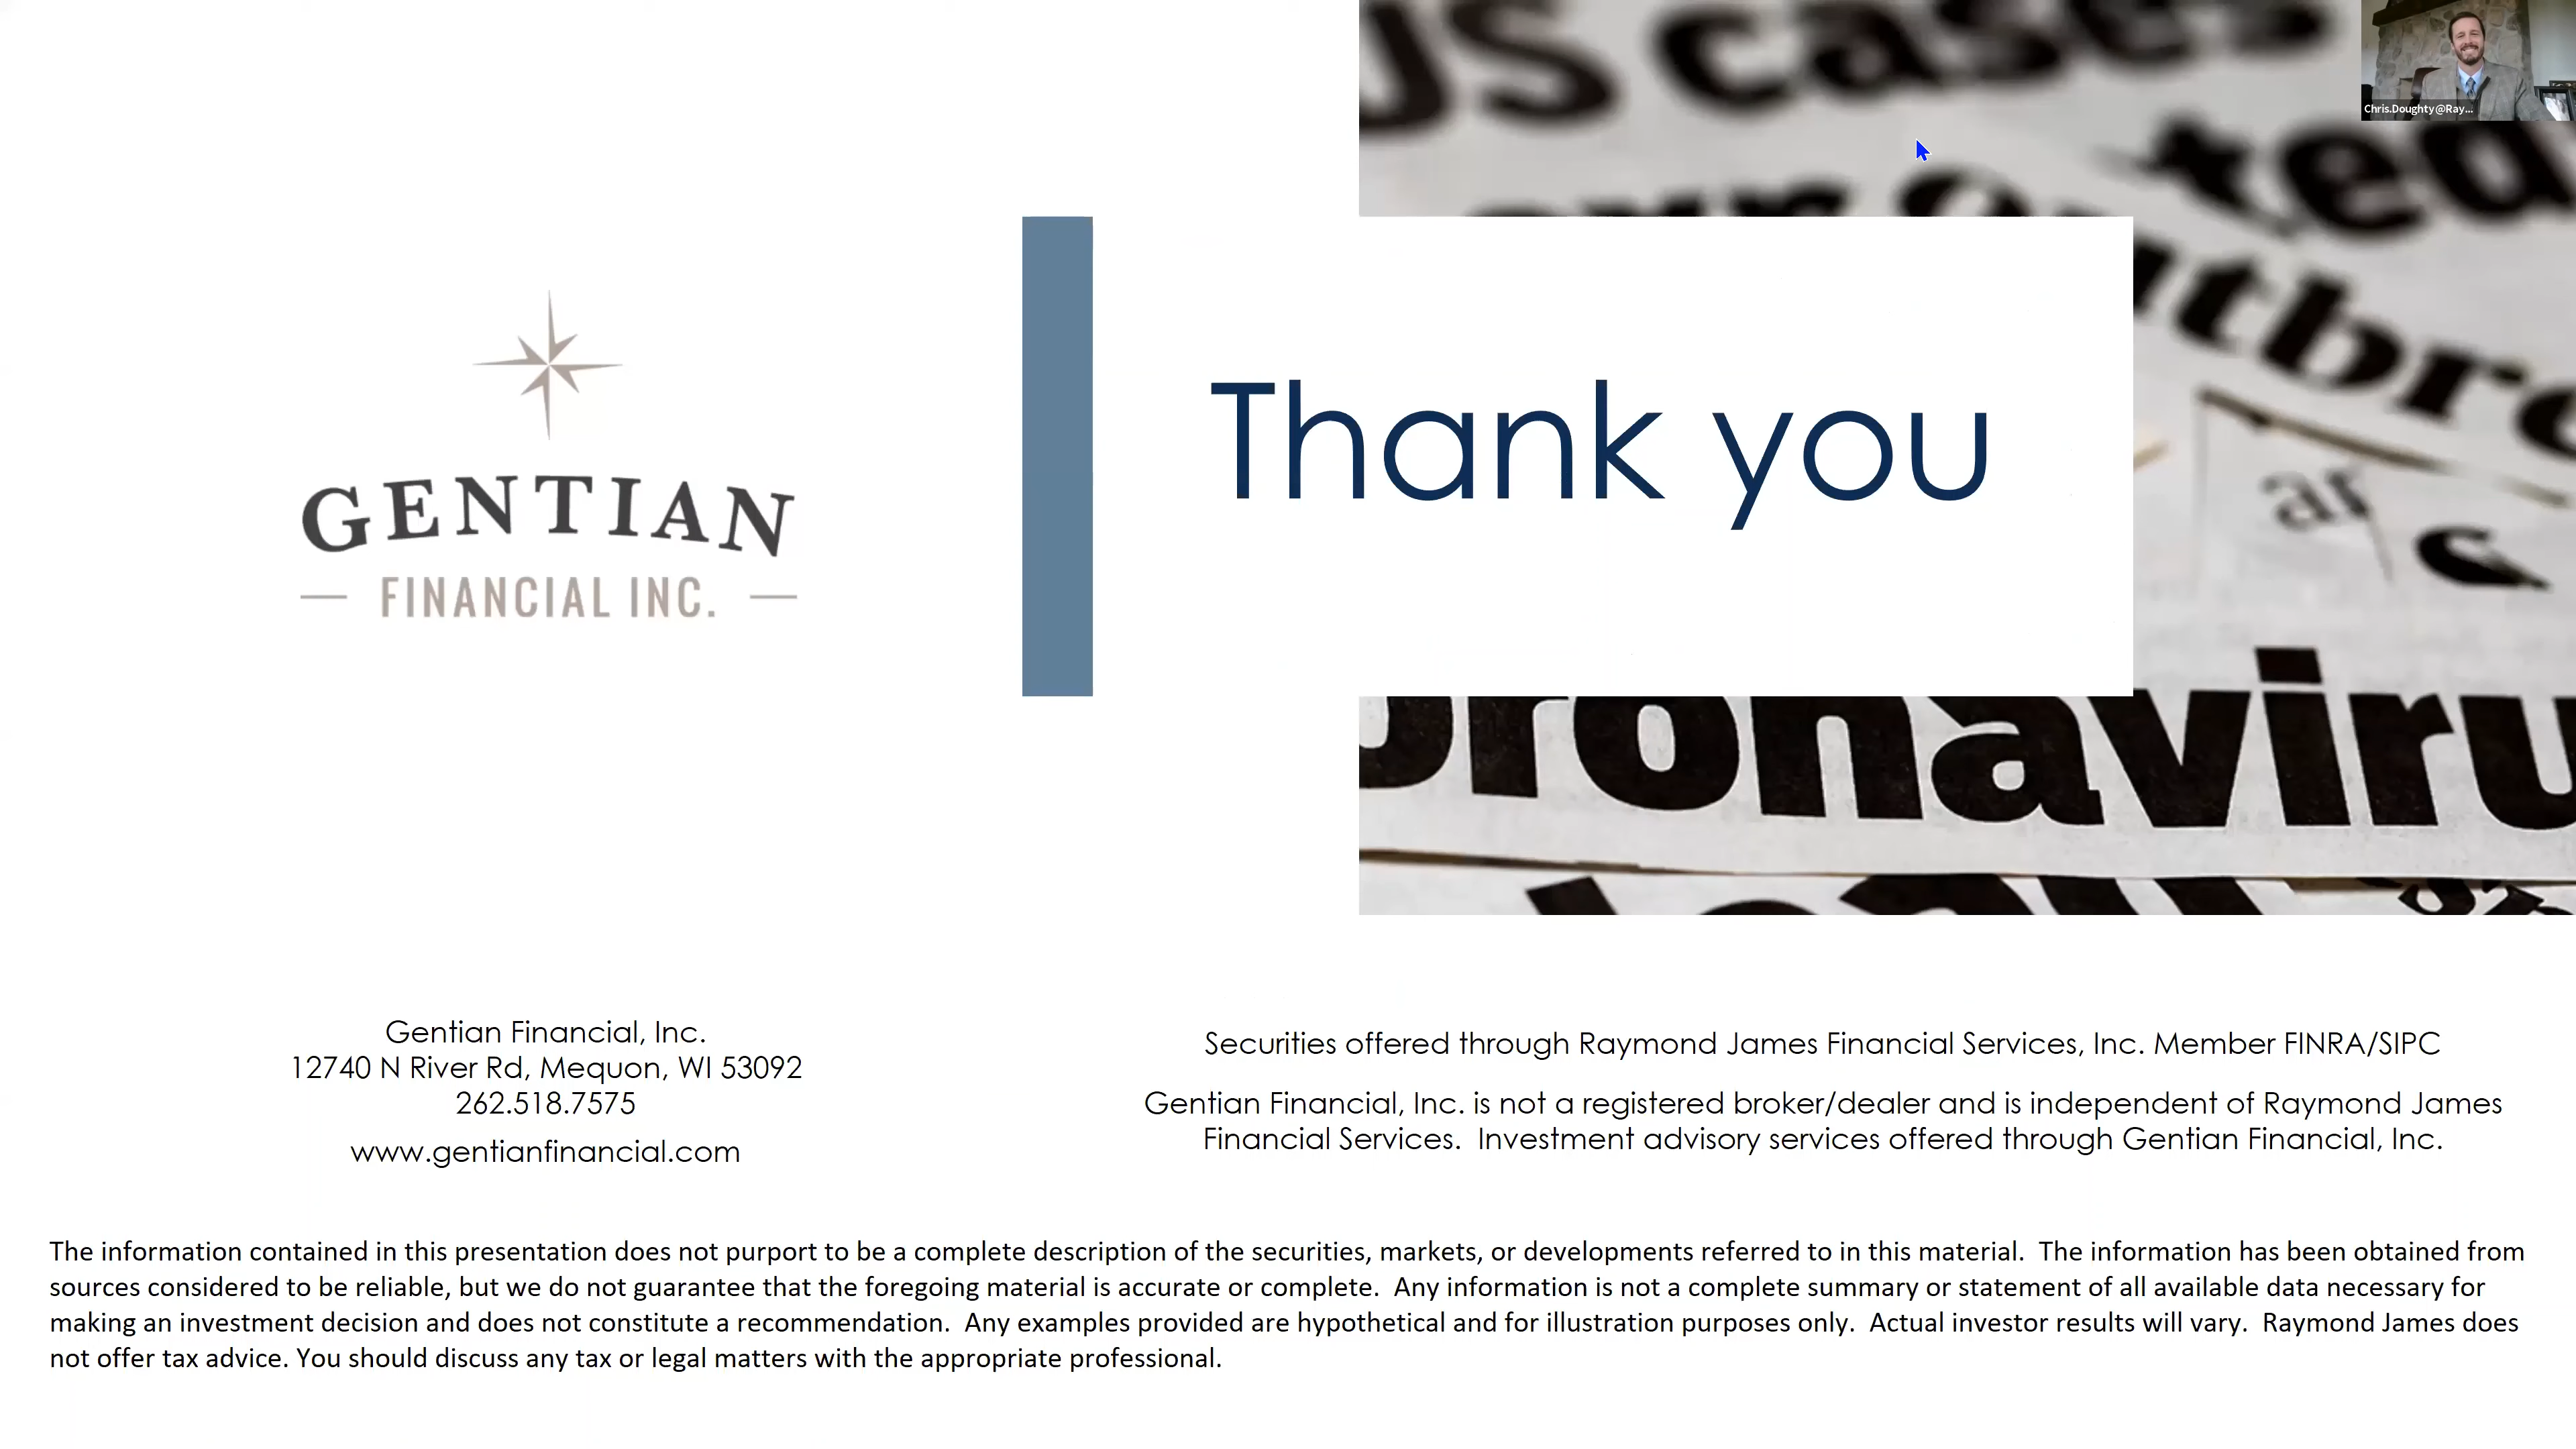 US cases
Chris.Doughty@Ray...
GENTIAN
FINANCIAL INC.
Thank you
Gentian Financial, Inc.
12740 N River Rd, Mequon, WI 53092
262.518.7575
www.gentianfinancial.com
Securities offered through Raymond James Financial Services, Inc. Member FINRA/SIPC
Gentian Financial, Inc. is not a registered broker/dealer and is independent of Raymond James
Financial Services.  Investment advisory services offered through Gentian Financial, Inc.
The information contained in this presentation does not purport to be a complete description of the securities, markets, or developments referred to in this material.  The information has been obtained from
sources considered to be reliable, but we do not guarantee that the foregoing material is accurate or complete.  Any information is not a complete summary or statement of all available data necessary for
making an investment decision and does not constitute a recommendation.  Any examples provided are hypothetical and for illustration purposes only.  Actual investor results will vary.  Raymond James does
not offer tax advice. You should discuss any tax or legal matters with the appropriate professional.